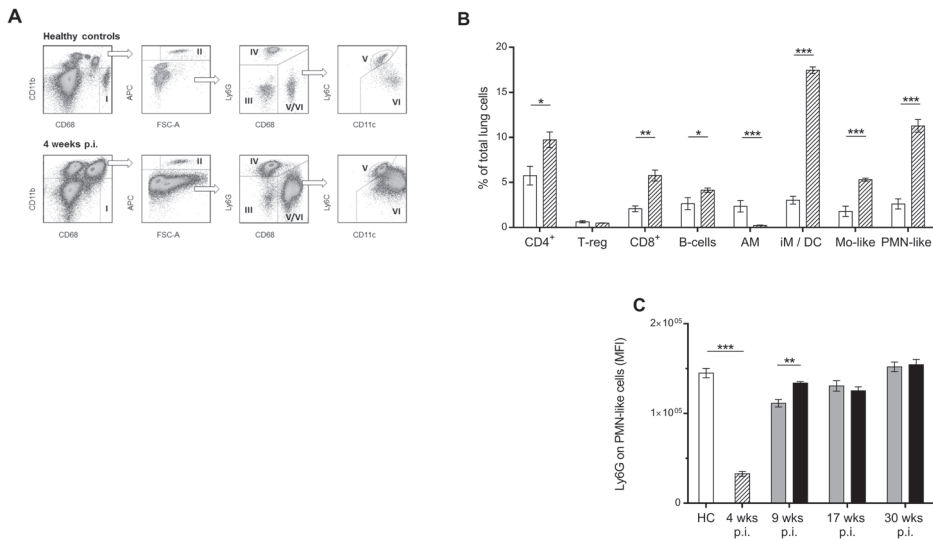 A
Healthy controls
CD11b
I
CD68
APC
II
FSC-A
Ly6G
IV
III
V/VI
CD68
Ly6C
V
VI
CD11c
4 weeks p.i.
CD11b
I
CD68
APC
II
FSC-A
Ly6G
IV
III
V/VI
CD68
Ly6C
V
VI
CD11c
B
% of total lung cells
20
15
10
5
0
* ** * *** *** *** ***
CD4+ T-reg CD8+ B-cells AM iM / DC Mo-like PMN-like
C
Ly6G on PMN-like cells (MFI)
2×10^05
1×10^05
0
*** **
HC 4 wks 9 wks 17 wks 30 wks
p.i. p.i. p.i. p.i.